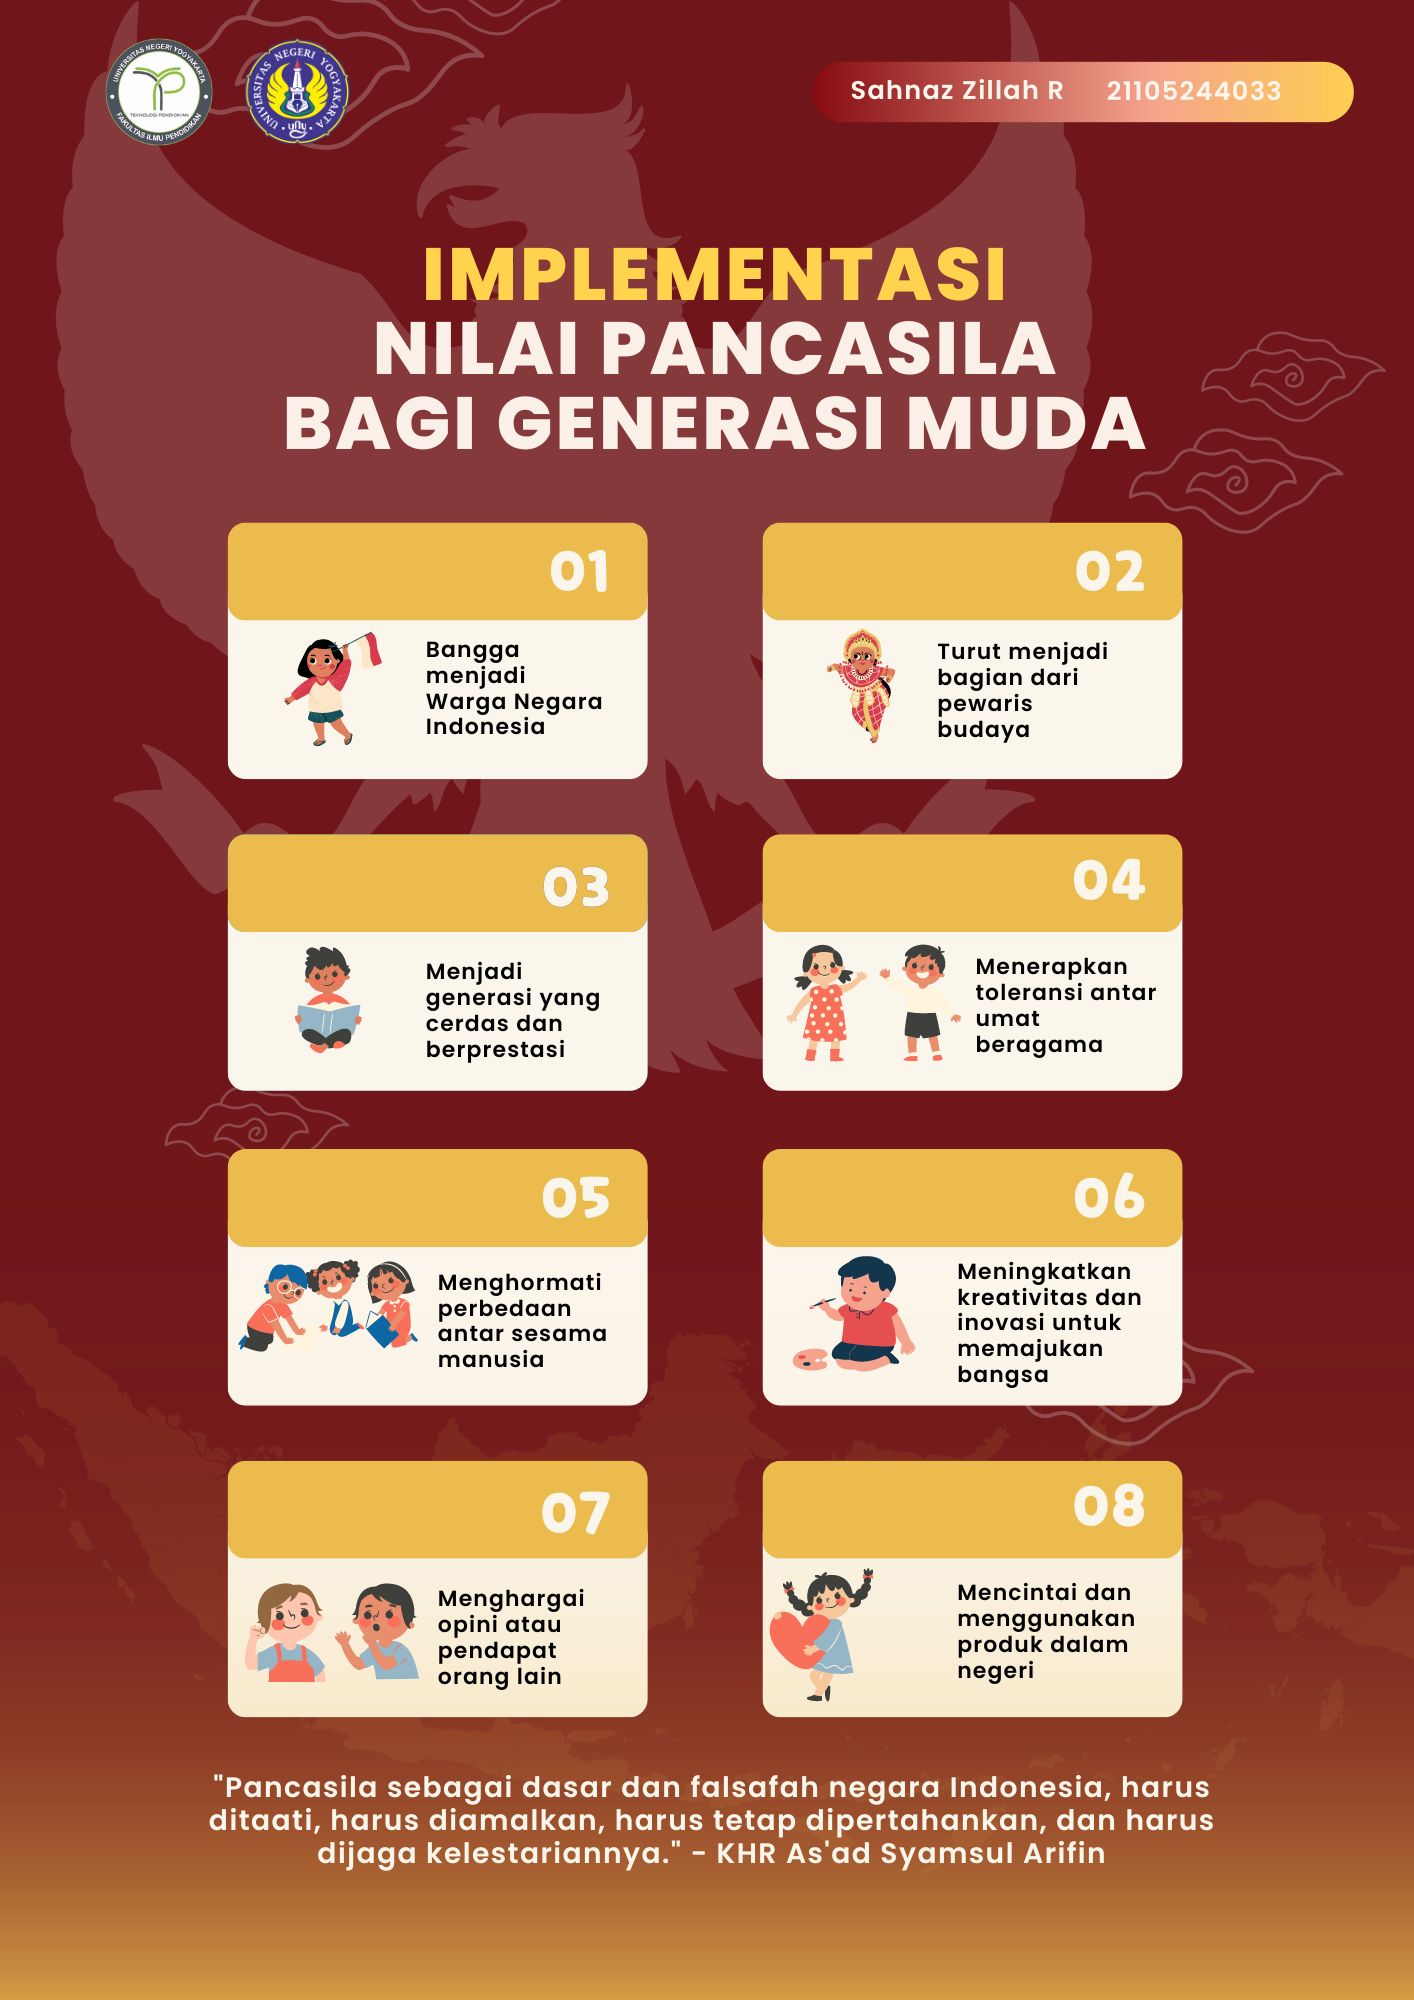 UNIVERSITAS NEGERI YOGYAKARTA
TEKNOLOGI PENDIDIKAN
FAKULTAS ILMU PENDIDIKAN
UNIVERSITAS NEGERI YOGYAKARTA
UNY
Sahnaz Zillah R 21105244033
IMPLEMENTASI
NILAI PANCASILA
BAGI GENERASI MUDA
01
Bangga
menjadi
Warga Negara
Indonesia
02
Turut menjadi
bagian dari
pewaris
budaya
03
Menjadi
generasi yang
cerdas dan
berprestasi
04
Menerapkan
toleransi antar
umat
beragama
05
Menghormati
perbedaan
antar sesama
manusia
06
Meningkatkan
kreativitas dan
inovasi untuk
memajukan
bangsa
07
Menghargai
opini atau
pendapat
orang lain
08
Mencintai dan
menggunakan
produk dalam
negeri
"Pancasila sebagai dasar dan falsafah negara Indonesia, harus
ditaati, harus diamalkan, harus tetap dipertahankan, dan harus
dijaga kelestariannya." - KHR As'ad Syamsul Arifin